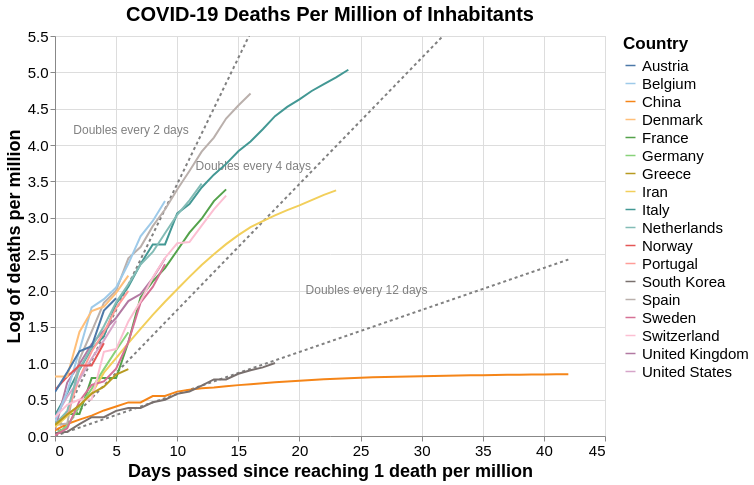 COVID-19 Deaths Per Million of Inhabitants
Log of deaths per million
5.5
5.0
4.5
4.0
3.5
3.0
2.5
2.0
1.5
1.0
0.5
0.0
Doubles every 2 days
Doubles every 4 days
Doubles every 12 days
0 5 10 15 20 25 30 35 40 45
Days passed since reaching 1 death per million
Country
Austria
Belgium
China
Denmark
France
Germany
Greece
Iran
Italy
Netherlands
Norway
Portugal
South Korea
Spain
Sweden
Switzerland
United Kingdom
United States